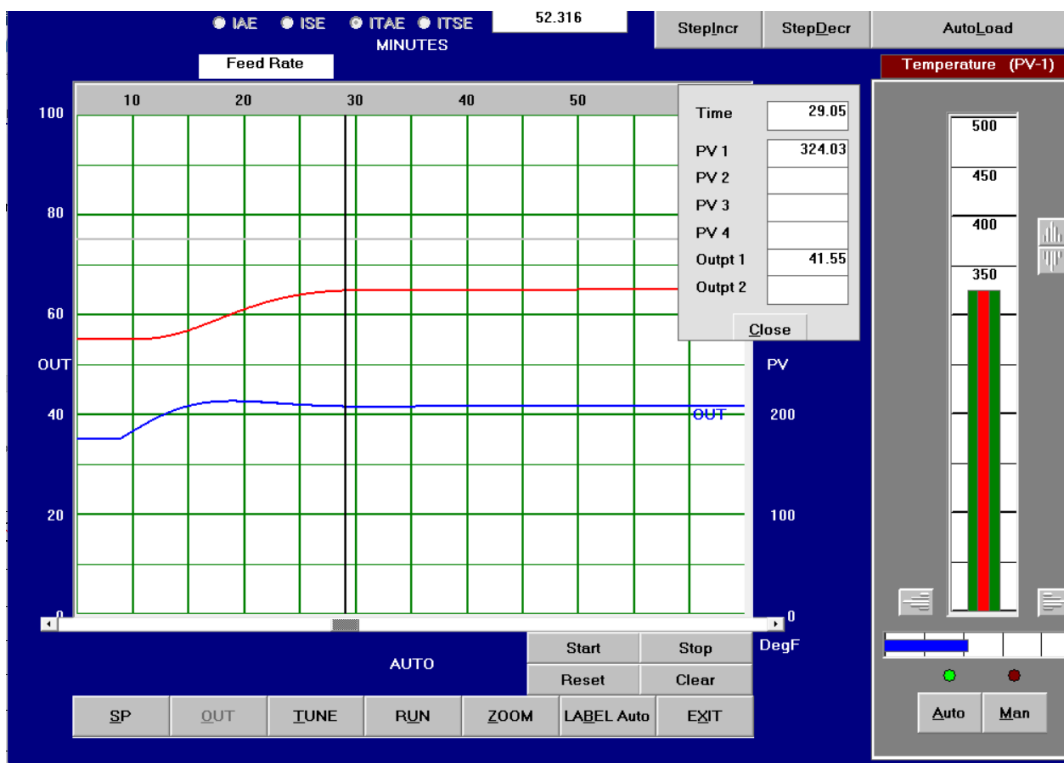 IAE ISE ITAE ITSE 52.316 StepIncr StepDecr AutoLoad
MINUTES
Feed Rate Temperature (PV-1)
10 20 30 40 50
100
80
60
OUT
20
0
Time 29.05
PV 1 324.03
PV 2
PV 3
PV 4
Outpt 1 41.55
Outpt 2
Close
PV
OUT 200
100
0
DegF
500
450
400
350
AUTO
Start Stop
Reset Clear
SP OUT TUNE RUN ZOOM LABEL Auto EXIT
Auto Man